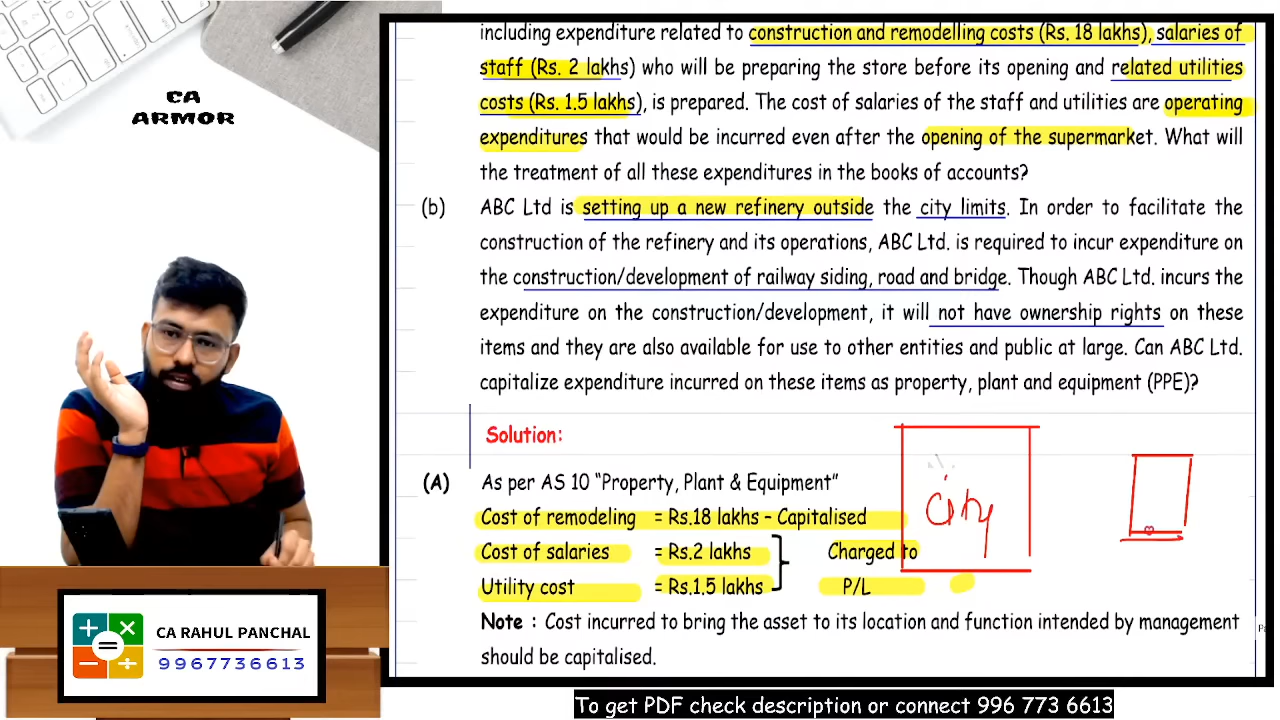 CA
ARMOR
including expenditure related to construction and remodelling costs (Rs. 18 lakhs), salaries of
staff (Rs. 2 lakhs) who will be preparing the store before its opening and related utilities
costs (Rs. 1.5 lakhs), is prepared. The cost of salaries of the staff and utilities are operating
expenditures that would be incurred even after the opening of the supermarket. What will
the treatment of all these expenditures in the books of accounts?
(b) ABC Ltd is setting up a new refinery outside the city limits. In order to facilitate the
construction of the refinery and its operations, ABC Ltd. is required to incur expenditure on
the construction/development of railway siding, road and bridge. Though ABC Ltd. incurs the
expenditure on the construction/development, it will not have ownership rights on these
items and they are also available for use to other entities and public at large. Can ABC Ltd.
capitalize expenditure incurred on these items as property, plant and equipment (PPE)?
Solution:
(A) As per AS 10 “Property, Plant & Equipment”
city
Cost of remodeling = Rs.18 lakhs – Capitalised
Cost of salaries = Rs.2 lakhs } Charged to
Utility cost = Rs.1.5 lakhs P/L
Note : Cost incurred to bring the asset to its location and function intended by management
should be capitalised.
CA RAHUL PANCHAL
9967736613
To get PDF check description or connect 996 773 6613